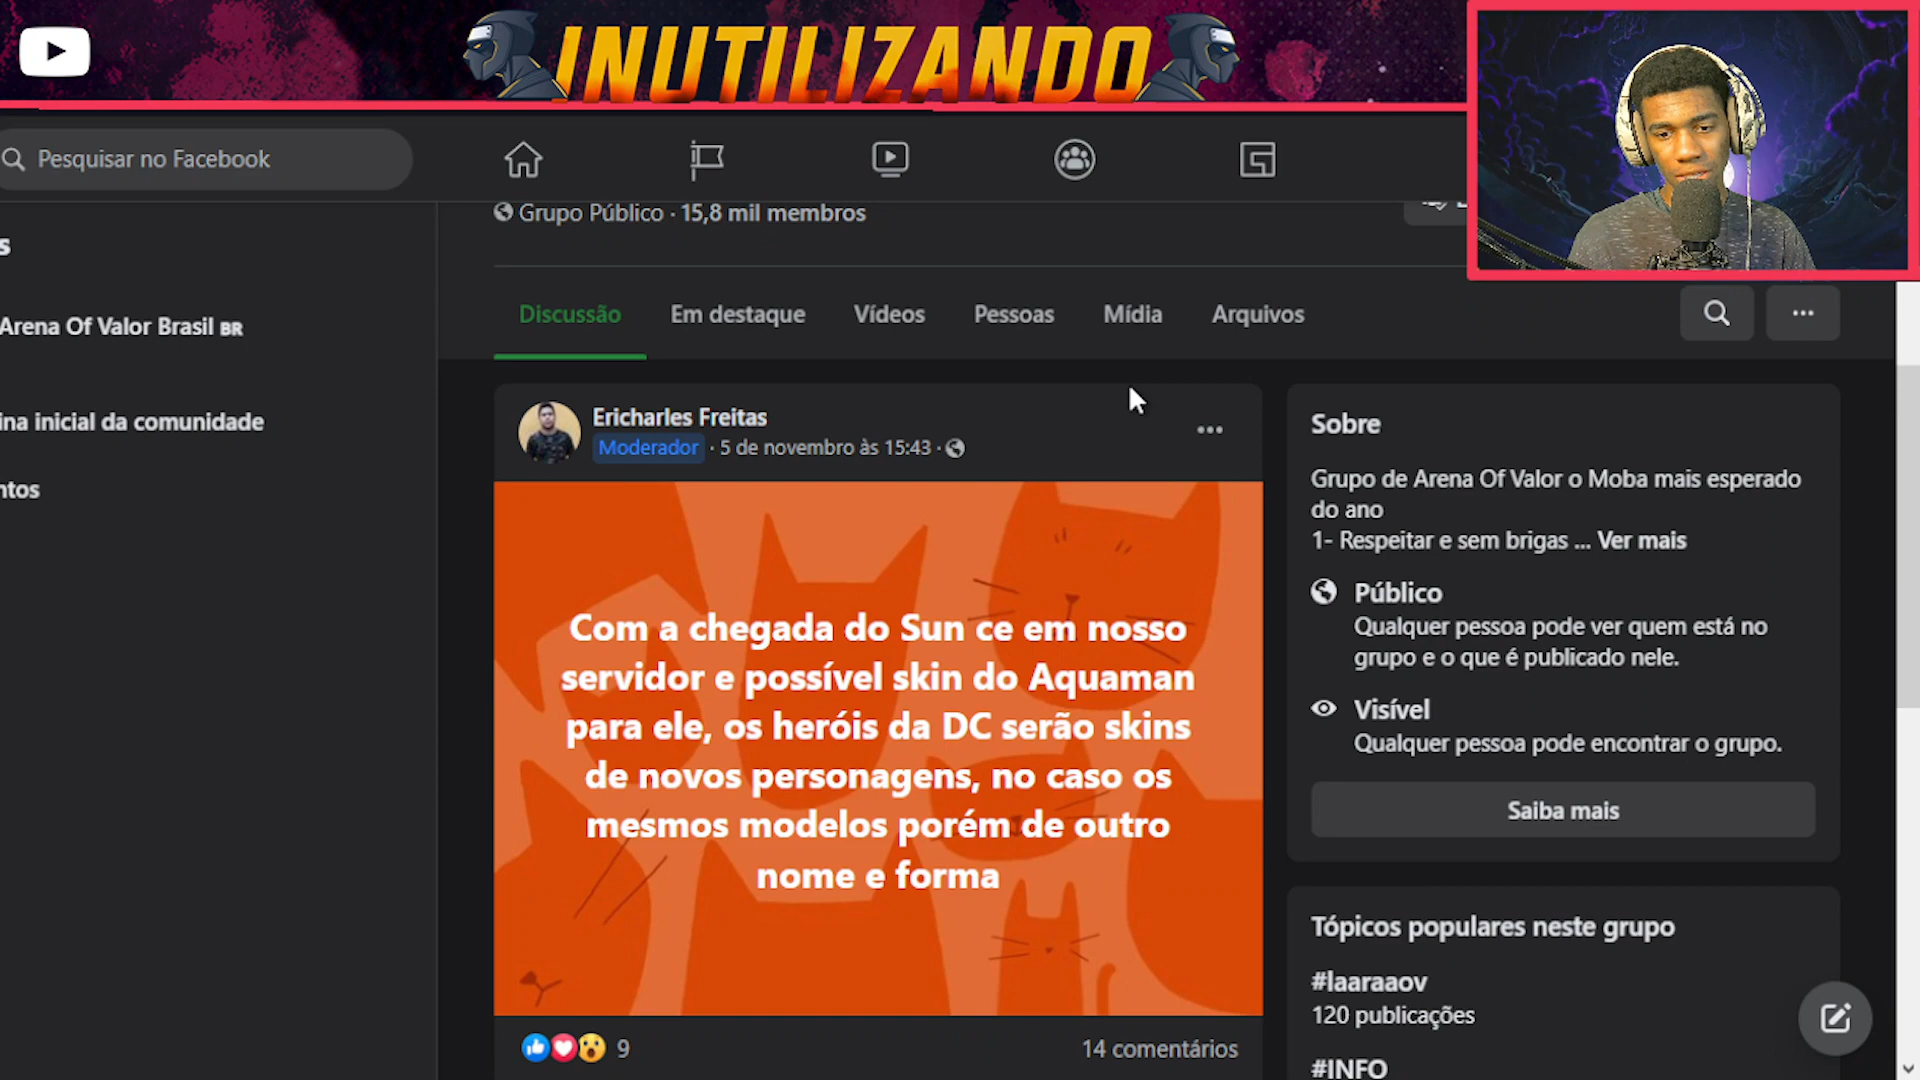 INUTILIZANDO
Pesquisar no Facebook
Grupo Público · 15,8 mil membros
s
Arena Of Valor Brasil BR
ina inicial da comunidade
ntos
Discussão
Em destaque
Vídeos
Pessoas
Mídia
Arquivos
Ericharles Freitas
Moderador · 5 de novembro às 15:43 ·
Com a chegada do Sun ce em nosso
servidor e possível skin do Aquaman
para ele, os heróis da DC serão skins
de novos personagens, no caso os
mesmos modelos porém de outro
nome e forma
9
14 comentários
Sobre
Grupo de Arena Of Valor o Moba mais esperado
do ano
1- Respeitar e sem brigas ... Ver mais
Público
Qualquer pessoa pode ver quem está no
grupo e o que é publicado nele.
Visível
Qualquer pessoa pode encontrar o grupo.
Saiba mais
Tópicos populares neste grupo
#laaraaov
120 publicações
#INFO